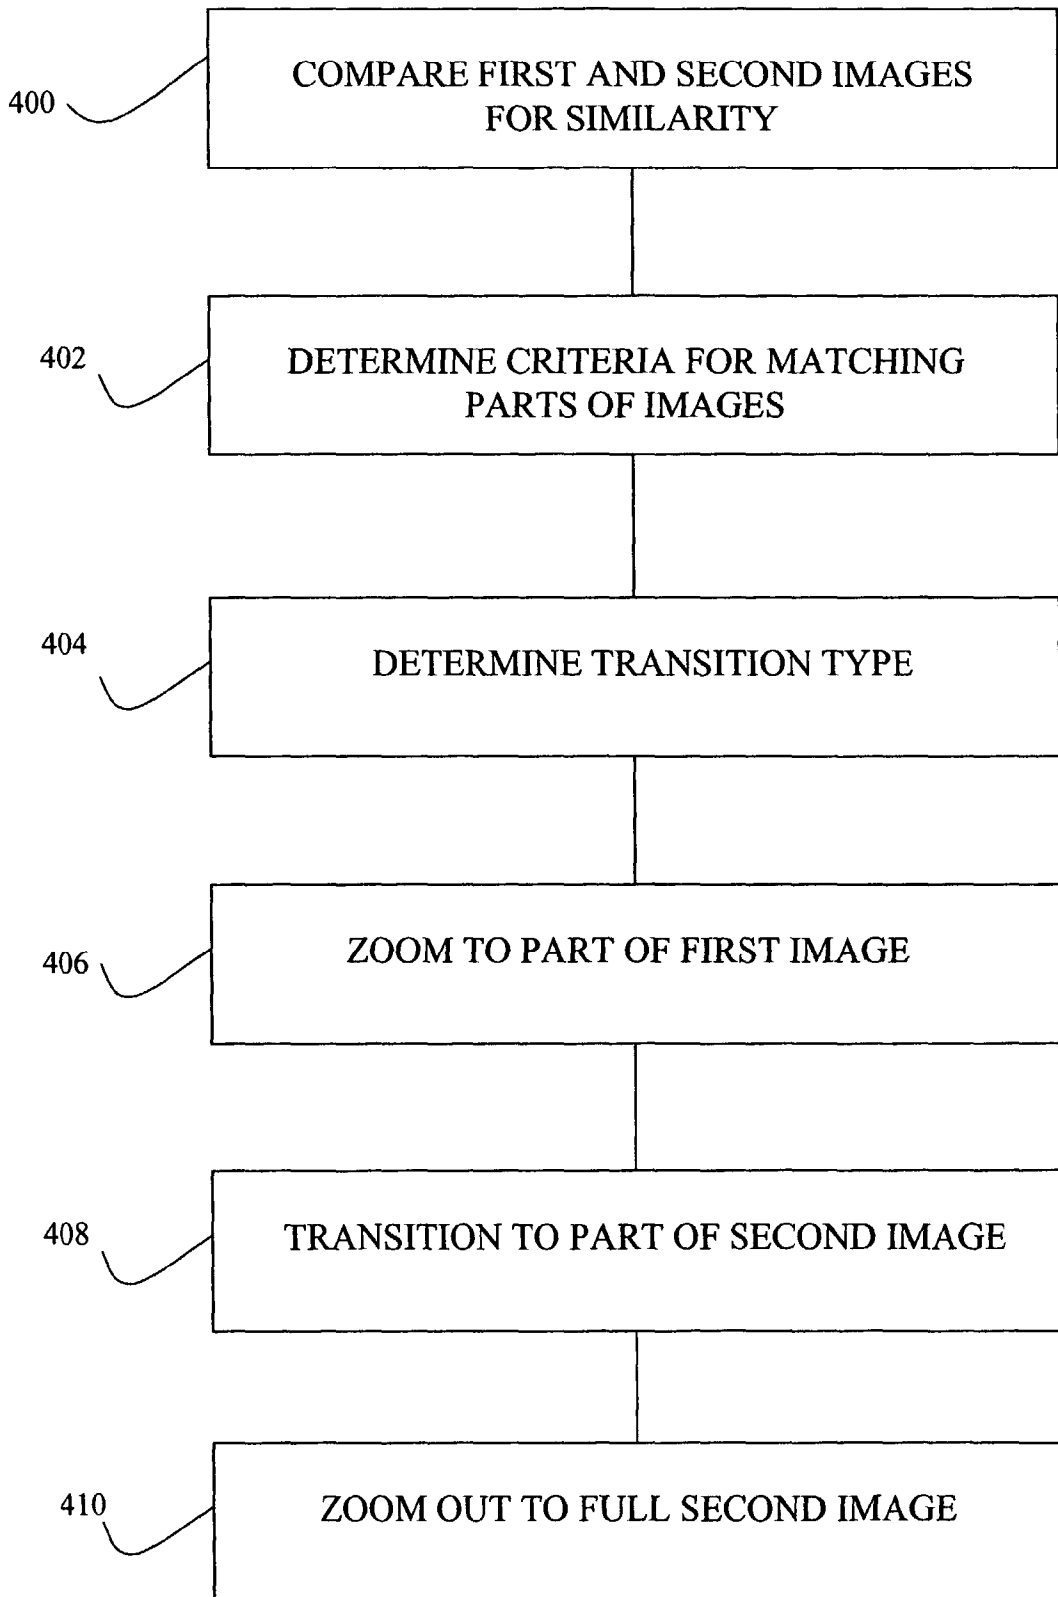 400
COMPARE FIRST AND SECOND IMAGES
FOR SIMILARITY
402
DETERMINE CRITERIA FOR MATCHING
PARTS OF IMAGES
404
DETERMINE TRANSITION TYPE
406
ZOOM TO PART OF FIRST IMAGE
408
TRANSITION TO PART OF SECOND IMAGE
410
ZOOM OUT TO FULL SECOND IMAGE